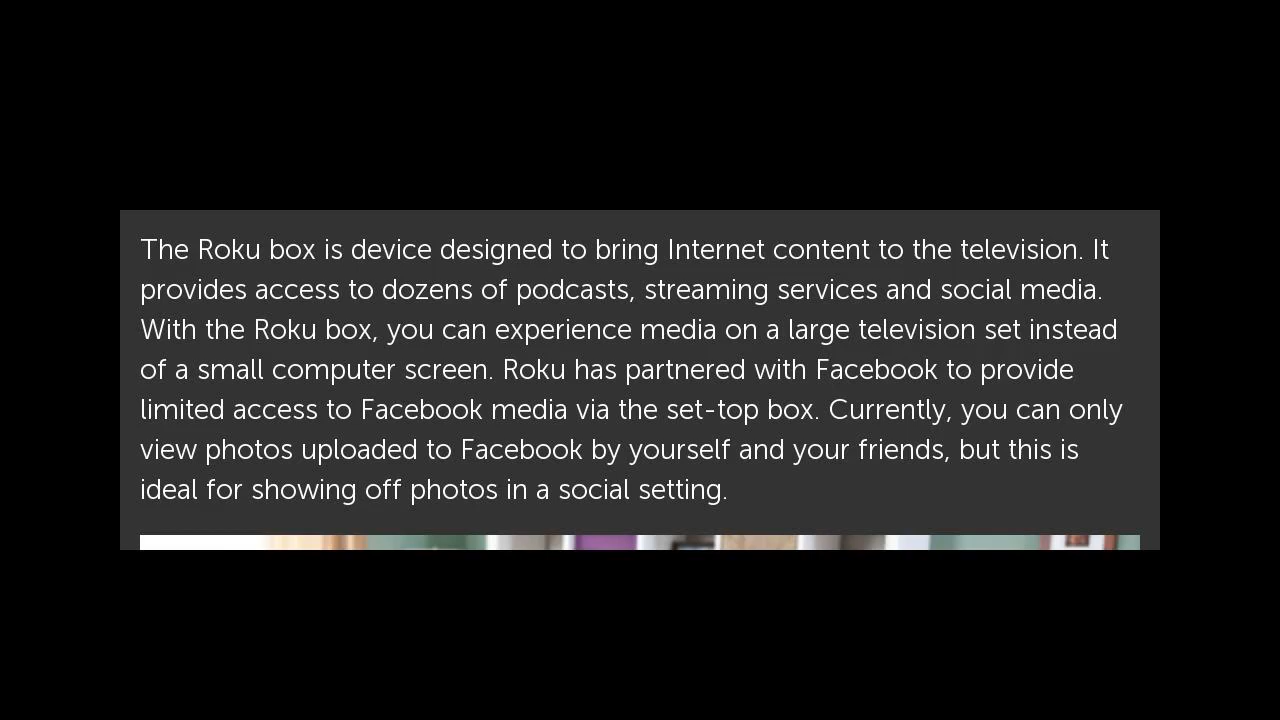 The Roku box is device designed to bring Internet content to the television. It
provides access to dozens of podcasts, streaming services and social media.
With the Roku box, you can experience media on a large television set instead
of a small computer screen. Roku has partnered with Facebook to provide
limited access to Facebook media via the set-top box. Currently, you can only
view photos uploaded to Facebook by yourself and your friends, but this is
ideal for showing off photos in a social setting.